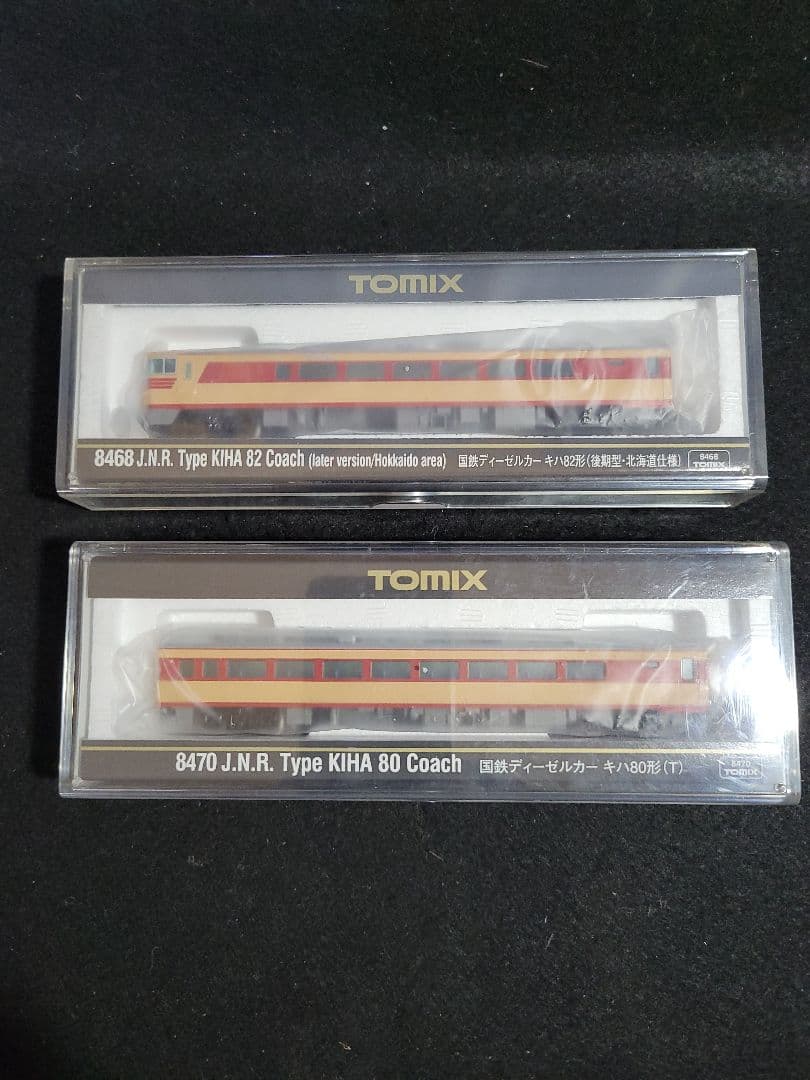 TOMIX
8468 J.N.R. Type KIHA 82 Coach (later version/Hokkaido area) 国鉄ディーゼルカー キハ82形(後期型・北海道仕様) 8468 TOMIX
TOMIX
8470 J.N.R. Type KIHA 80 Coach 国鉄ディーゼルカー キハ80形(T) 8470 TOMIX